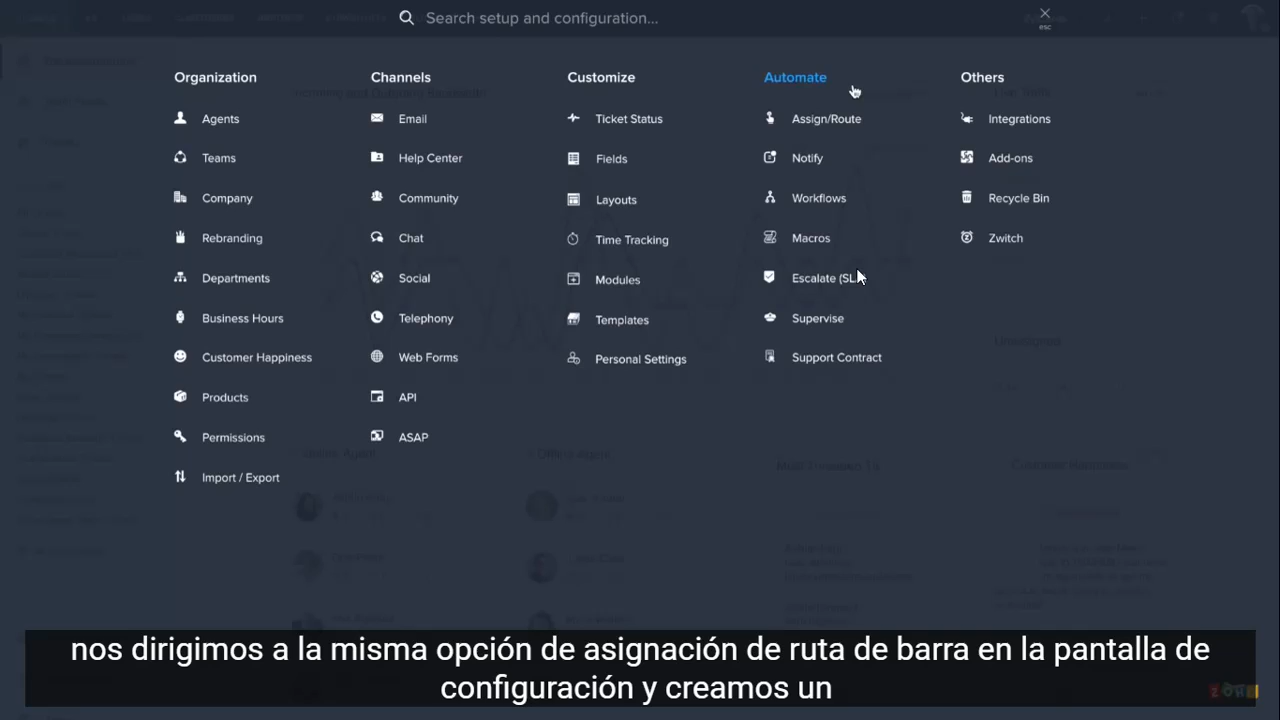 Search setup and configuration...
esc
Organization
Agents
Teams
Company
Rebranding
Departments
Business Hours
Customer Happiness
Products
Permissions
Import / Export
Channels
Email
Help Center
Community
Chat
Social
Telephony
Web Forms
API
ASAP
Customize
Ticket Status
Fields
Layouts
Time Tracking
Modules
Templates
Personal Settings
Automate
Assign/Route
Notify
Workflows
Macros
Escalate (SL
Supervise
Support Contract
Others
Integrations
Add-ons
Recycle Bin
Zwitch
nos dirigimos a la misma opción de asignación de ruta de barra en la pantalla de
configuración y creamos un